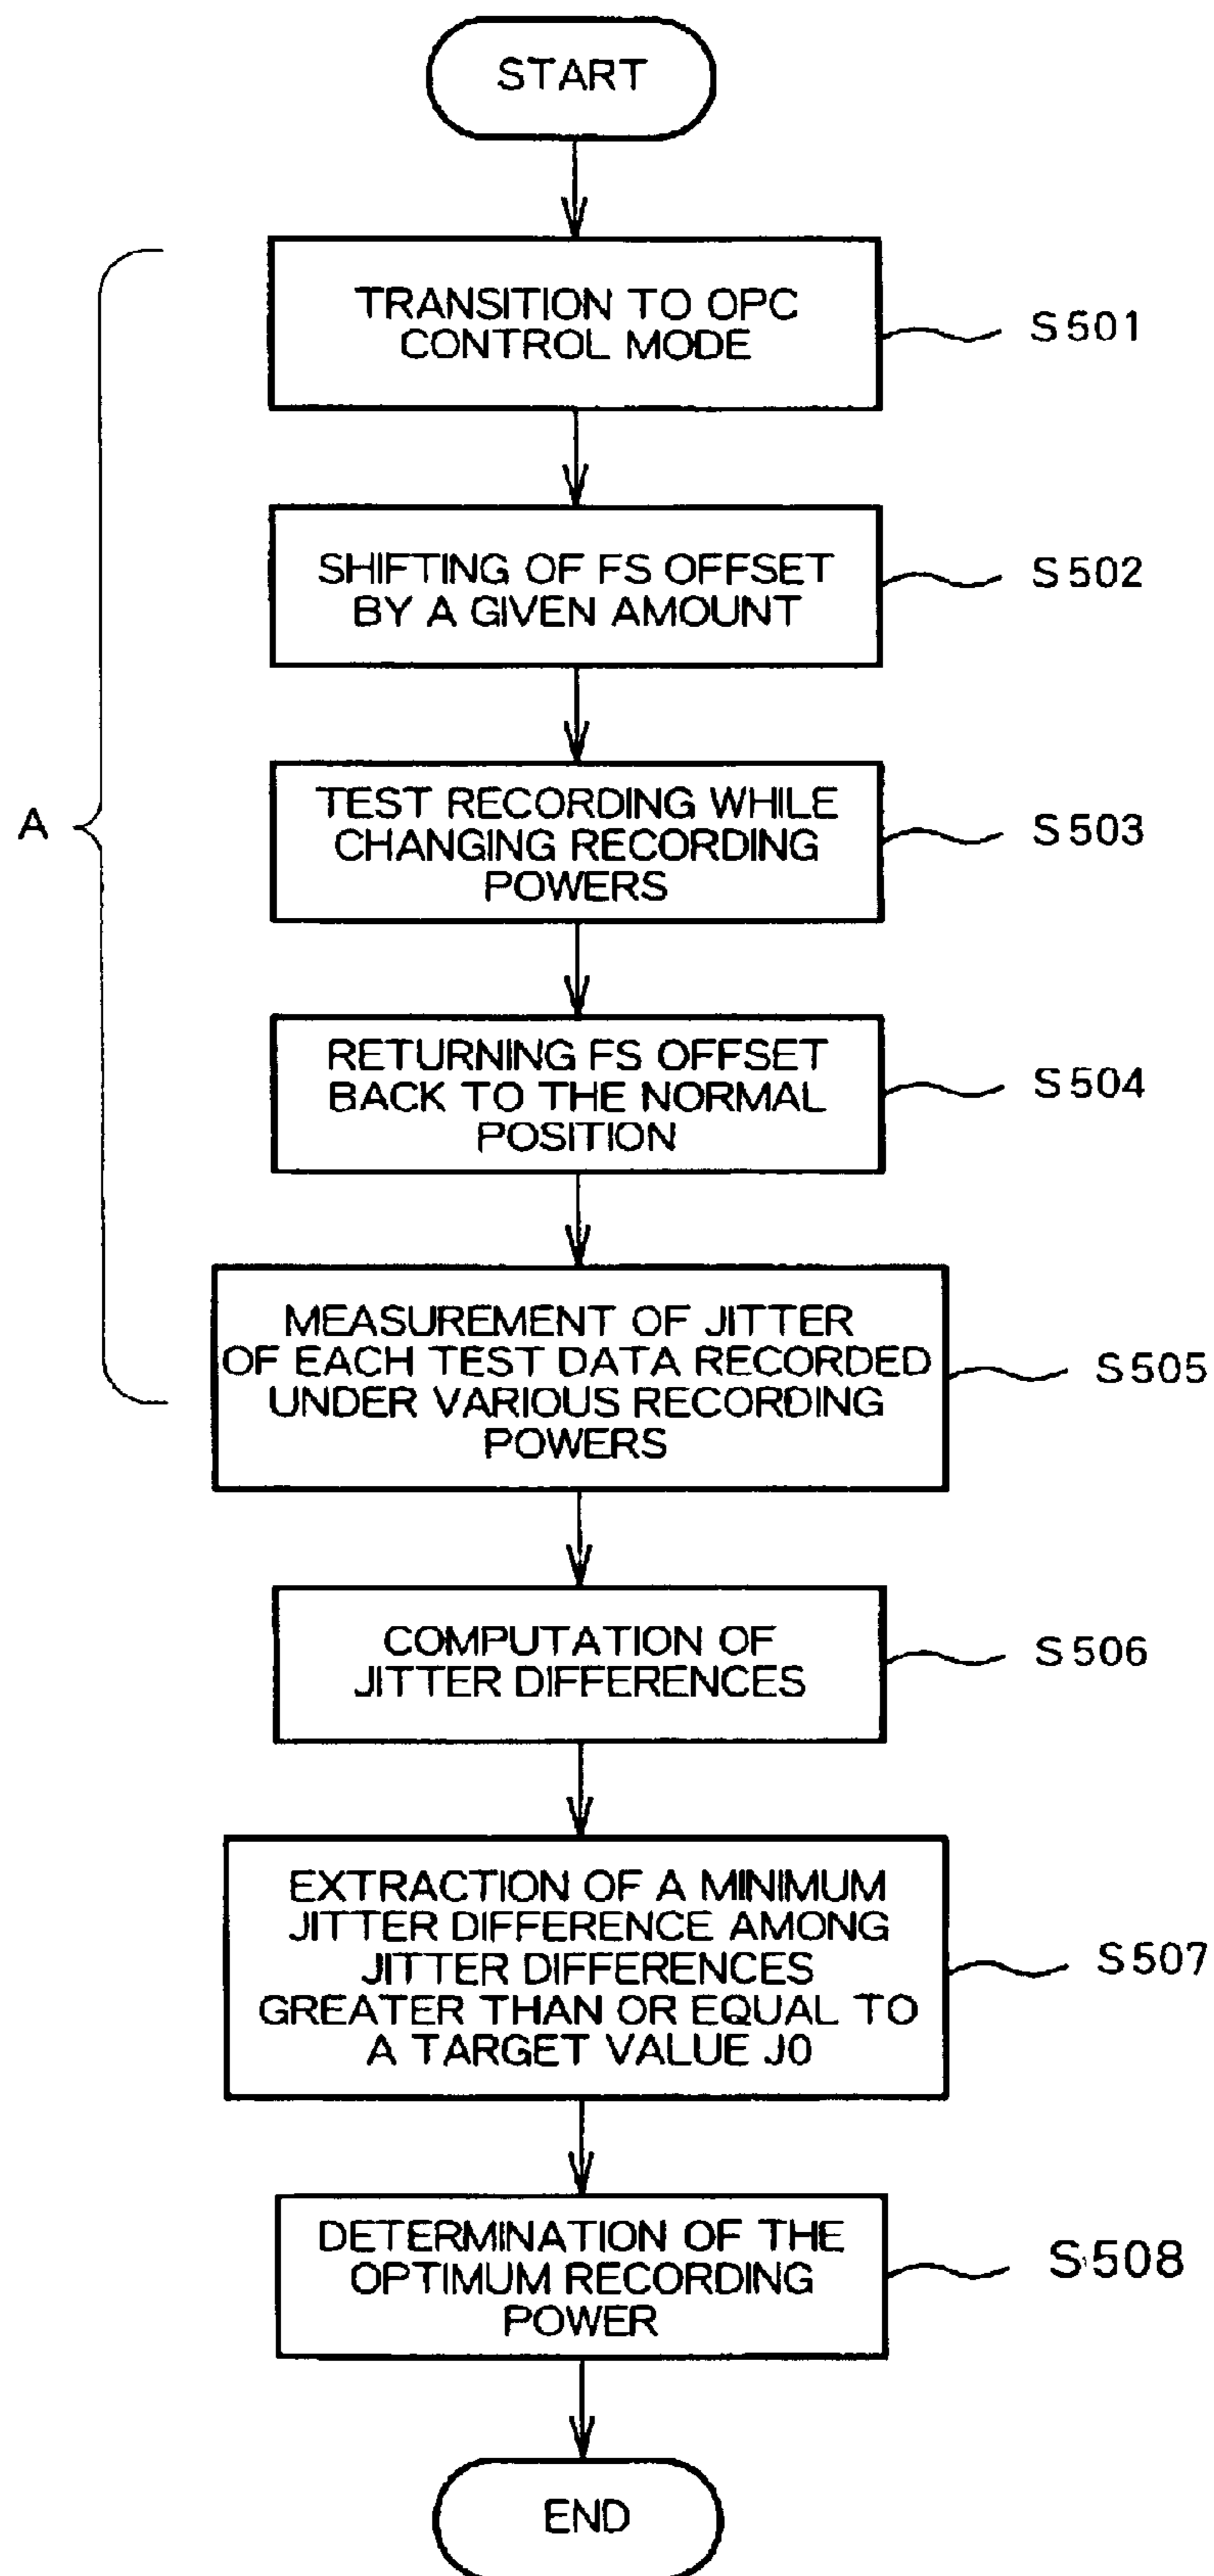 START
TRANSITION TO OPC
CONTROL MODE
S501
SHIFTING OF FS OFFSET
BY A GIVEN AMOUNT
S502
TEST RECORDING WHILE
CHANGING RECORDING
POWERS
S503
A
RETURNING FS OFFSET
BACK TO THE NORMAL
POSITION
S504
MEASUREMENT OF JITTER
OF EACH TEST DATA RECORDED
UNDER VARIOUS RECORDING
POWERS
S505
COMPUTATION OF
JITTER DIFFERENCES
S506
EXTRACTION OF A MINIMUM
JITTER DIFFERENCE AMONG
JITTER DIFFERENCES
GREATER THAN OR EQUAL TO
A TARGET VALUE J0
S507
DETERMINATION OF THE
OPTIMUM RECORDING
POWER
S508
END